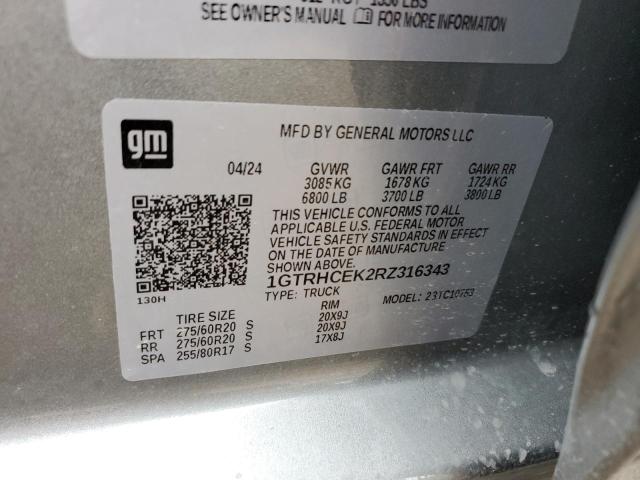 SEE OWNER'S MANUAL FOR MORE INFORMATION
gm
MFD BY GENERAL MOTORS LLC
04/24 GVWR GAWR FRT GAWR RR
3085 KG 1678 KG 1724 KG
6800 LB 3700 LB 3800 LB
THIS VEHICLE CONFORMS TO ALL
APPLICABLE U.S. FEDERAL MOTOR
VEHICLE SAFETY STANDARDS IN EFFECT
ON THE DATE OF MANUFACTURE
SHOWN ABOVE.
1GTRHCEK2RZ316343
TYPE: TRUCK MODEL: 23TC10753
130H
TIRE SIZE RIM
FRT 275/60R20 S 20X9J
RR 275/60R20 S 20X9J
SPA 255/80R17 S 17X8J